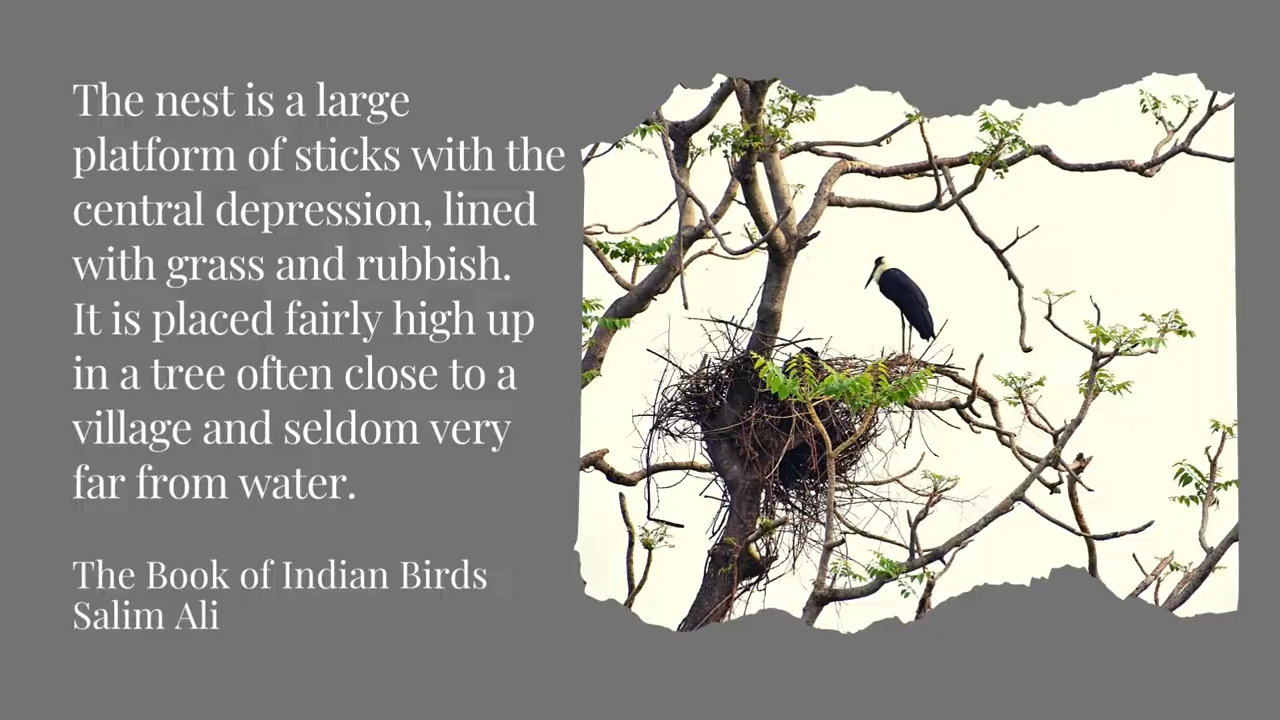 The nest is a large
platform of sticks with the
central depression, lined
with grass and rubbish.
It is placed fairly high up
in a tree often close to a
village and seldom very
far from water.
The Book of Indian Birds
Salim Ali